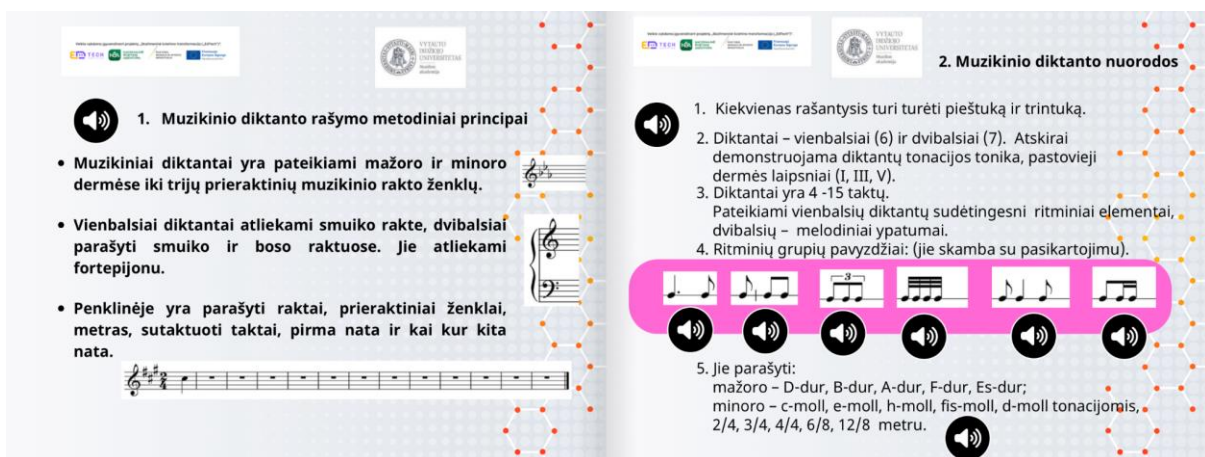 VYTAUTO
DIDŽIOJO
UNIVERSITETAS
Muzikos
akademija
1. Muzikinio diktanto rašymo metodiniai principai
• Muzikiniai diktantai yra pateikiami mažoro ir minoro
dermėse iki trijų prieraktinių muzikinio rakto ženklų.
• Vienbalsiai diktantai atliekami smuiko rakte, dvibalsiai
parašyti smuiko ir boso raktuose. Jie atliekami
fortepijonu.
• Penklinėje yra parašyti raktai, prieraktiniai ženklai,
metras, sutaktuoti taktai, pirma nata ir kai kur kita
nata.
2
4
VYTAUTO
DIDŽIOJO
UNIVERSITETAS
Muzikos
akademija
2. Muzikinio diktanto nuorodos
1. Kiekvienas rašantysis turi turėti pieštuką ir trintuką.
2. Diktantai – vienbalsiai (6) ir dvibalsiai (7). Atskirai
demonstruojama diktantų tonacijos tonika, pastovieji
dermės laipsniai (I, III, V).
3. Diktantai yra 4 -15 taktų.
Pateikiami vienbalsių diktantų sudėtingesni ritminiai elementai,
dvibalsių – melodiniai ypatumai.
4. Ritminių grupių pavyzdžiai: (jie skamba su pasikartojimu).
3
5. Jie parašyti:
mažoro – D-dur, B-dur, A-dur, F-dur, Es-dur;
minoro – c-moll, e-moll, h-moll, fis-moll, d-moll tonacijomis,
2/4, 3/4, 4/4, 6/8, 12/8 metru.